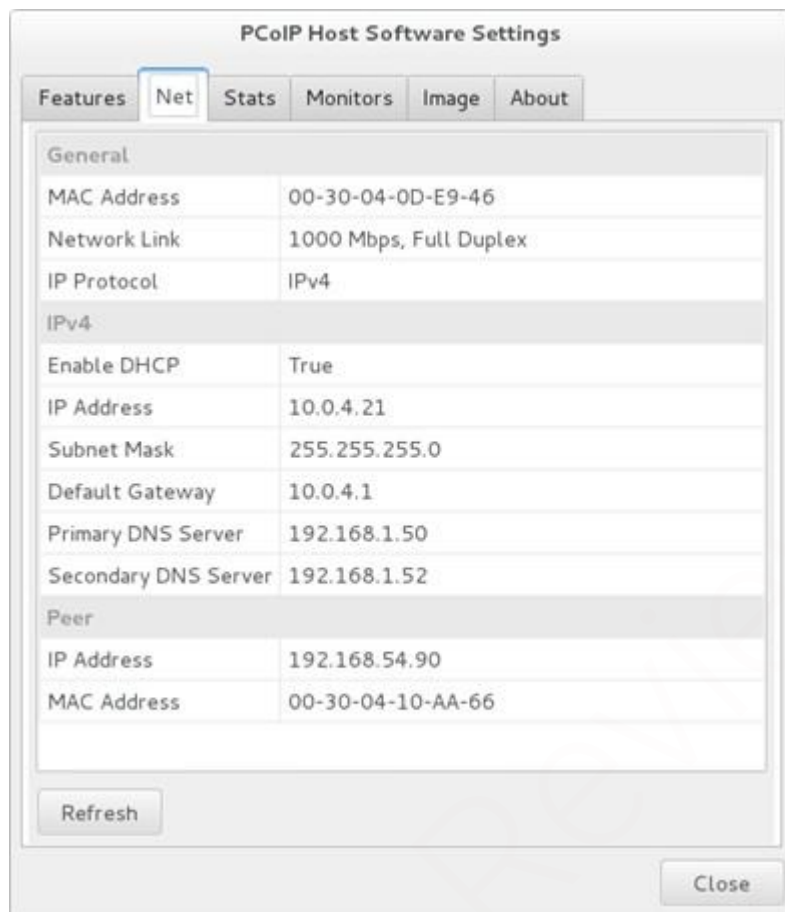 PCoIP Host Software Settings
Features Net Stats Monitors Image About
General
MAC Address 00-30-04-0D-E9-46
Network Link 1000 Mbps, Full Duplex
IP Protocol IPv4
IPv4
Enable DHCP True
IP Address 10.0.4.21
Subnet Mask 255.255.255.0
Default Gateway 10.0.4.1
Primary DNS Server 192.168.1.50
Secondary DNS Server 192.168.1.52
Peer
IP Address 192.168.54.90
MAC Address 00-30-04-10-AA-66
Refresh
Close